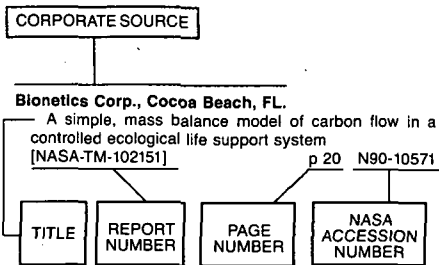 CORPORATE SOURCE
Bionetics Corp., Cocoa Beach, FL.
A simple, mass balance model of carbon flow in a
controlled ecological life support system
[NASA-TM-102151] p 20 N90-10571
TITLE
REPORT
NUMBER
PAGE
NUMBER
NASA
ACCESSION
NUMBER